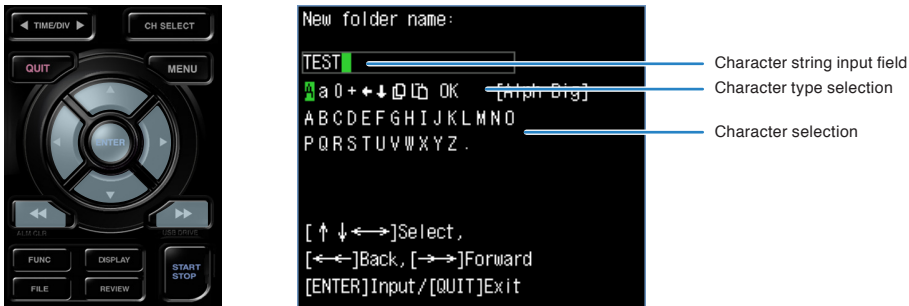 ◀ TIME/DIV ▶
CH SELECT
QUIT
MENU
ENTER
ALM CLR
USB DRIVE
FUNC
DISPLAY
START
STOP
FILE
REVIEW
New folder name:
TEST
A a 0 + ← ↓ OK [Alph Big]
ABCDEFGHIJKLMNO
PQRSTUVWXYZ.
[↑↓←→]Select,
[←←]Back,[→→]Forward
[ENTER]Input/[QUIT]Exit
Character string input field
Character type selection
Character selection